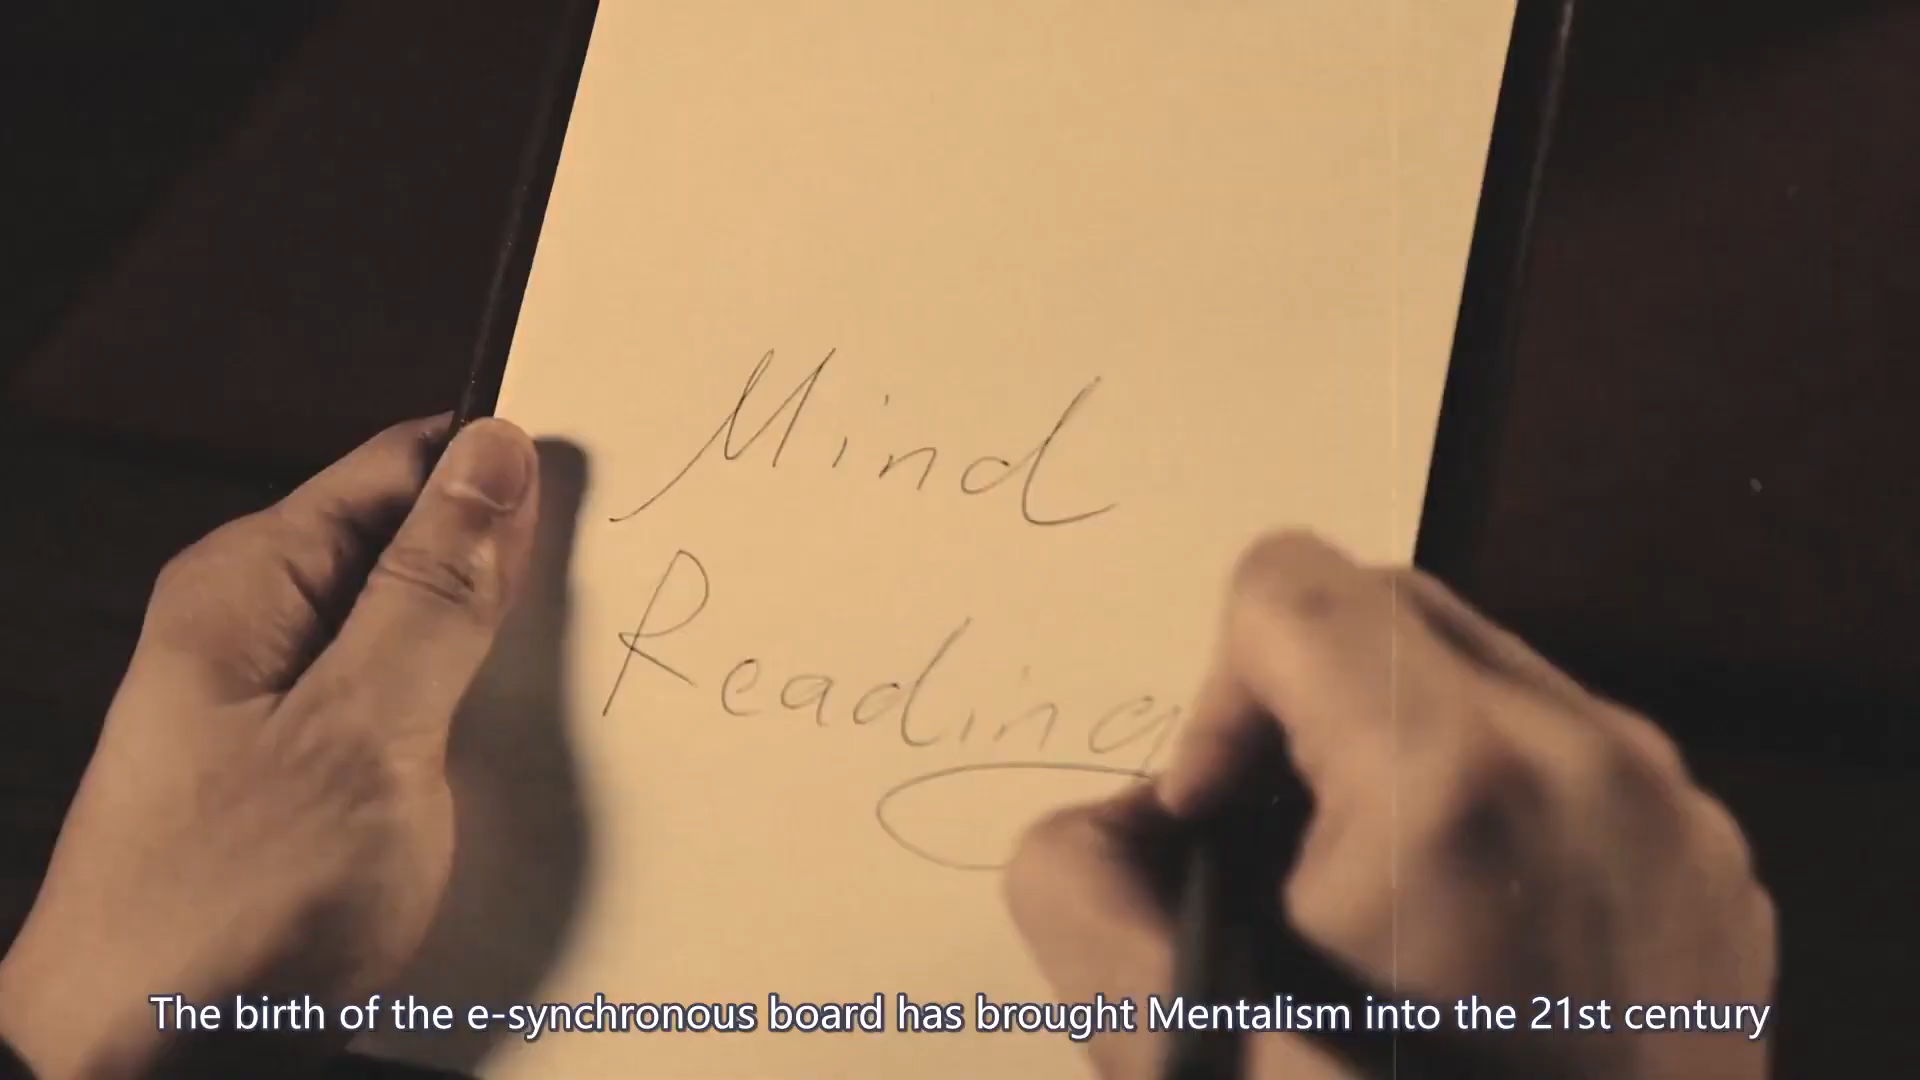 Mind
Reading
The birth of the e-synchronous board has brought Mentalism into the 21st century